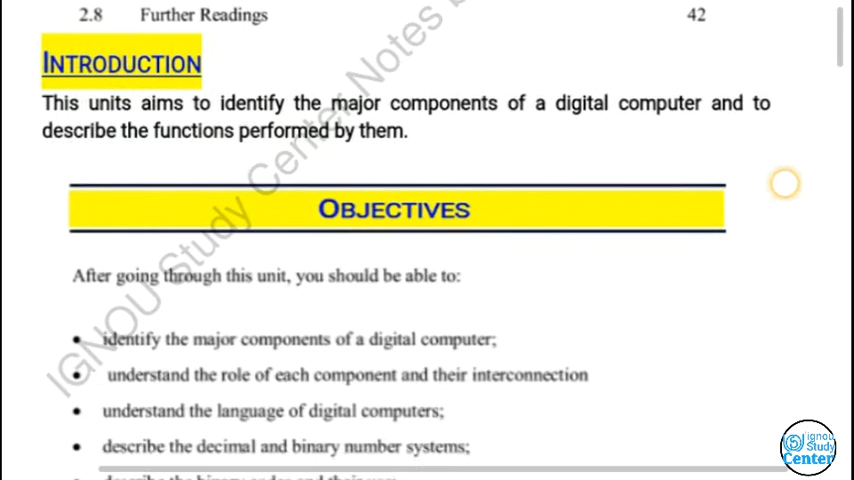 2.8 Further Readings 42
INTRODUCTION
This units aims to identify the major components of a digital computer and to
describe the functions performed by them.
OBJECTIVES
After going through this unit, you should be able to:
• identify the major components of a digital computer;
• understand the role of each component and their interconnection
• understand the language of digital computers;
• describe the decimal and binary number systems;
IGNOU Study Center Notes
ignou
Study
Center